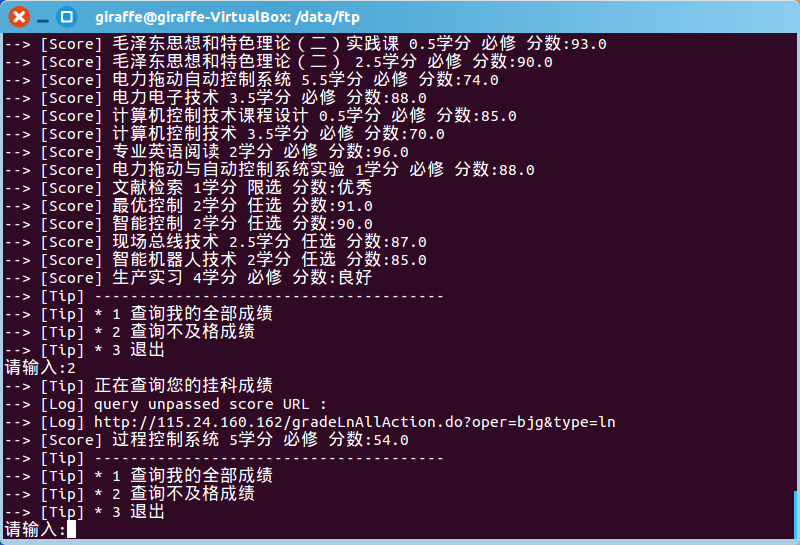 giraffe@giraffe-VirtualBox: /data/ftp
--> [Score] 毛泽东思想和特色理论（二）实践课 0.5学分 必修 分数:93.0
--> [Score] 毛泽东思想和特色理论（二） 2.5学分 必修 分数:90.0
--> [Score] 电力拖动自动控制系统 5.5学分 必修 分数:74.0
--> [Score] 电力电子技术 3.5学分 必修 分数:88.0
--> [Score] 计算机控制技术课程设计 0.5学分 必修 分数:85.0
--> [Score] 计算机控制技术 3.5学分 必修 分数:70.0
--> [Score] 专业英语阅读 2学分 必修 分数:96.0
--> [Score] 电力拖动与自动控制系统实验 1学分 必修 分数:88.0
--> [Score] 文献检索 1学分 限选 分数:优秀
--> [Score] 最优控制 2学分 任选 分数:91.0
--> [Score] 智能控制 2学分 任选 分数:90.0
--> [Score] 现场总线技术 2.5学分 任选 分数:87.0
--> [Score] 智能机器人技术 2学分 任选 分数:85.0
--> [Score] 生产实习 4学分 必修 分数:良好
--> [Tip] ---------------------------------------
--> [Tip] * 1 查询我的全部成绩
--> [Tip] * 2 查询不及格成绩
--> [Tip] * 3 退出
请输入:2
--> [Tip] 正在查询您的挂科成绩
--> [Log] query unpassed score URL :
--> [Log] http://115.24.160.162/gradeLnAllAction.do?oper=bjg&type=ln
--> [Score] 过程控制系统 5学分 必修 分数:54.0
--> [Tip] ---------------------------------------
--> [Tip] * 1 查询我的全部成绩
--> [Tip] * 2 查询不及格成绩
--> [Tip] * 3 退出
请输入: